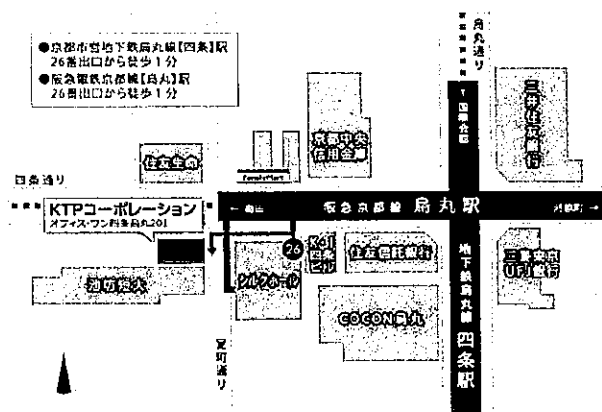 ●京都市営地下鉄烏丸線【四条】駅
26番出口から徒歩1分
●阪急電鉄京都線【烏丸】駅
26番出口から徒歩1分
烏丸通り
三井住友銀行
京都中央
信用金庫
住友生命
FamilyMart
四条通り
KTPコーポレーション
オフィス・ワン四条烏丸201
← 梅田
阪急京都線 烏丸駅
河原町 →
26
K・I
四条
ビル
住友信託銀行
三菱東京
UFJ銀行
池坊短大
シルクホール
COCON烏丸
地下鉄烏丸線 四条駅
室町通り